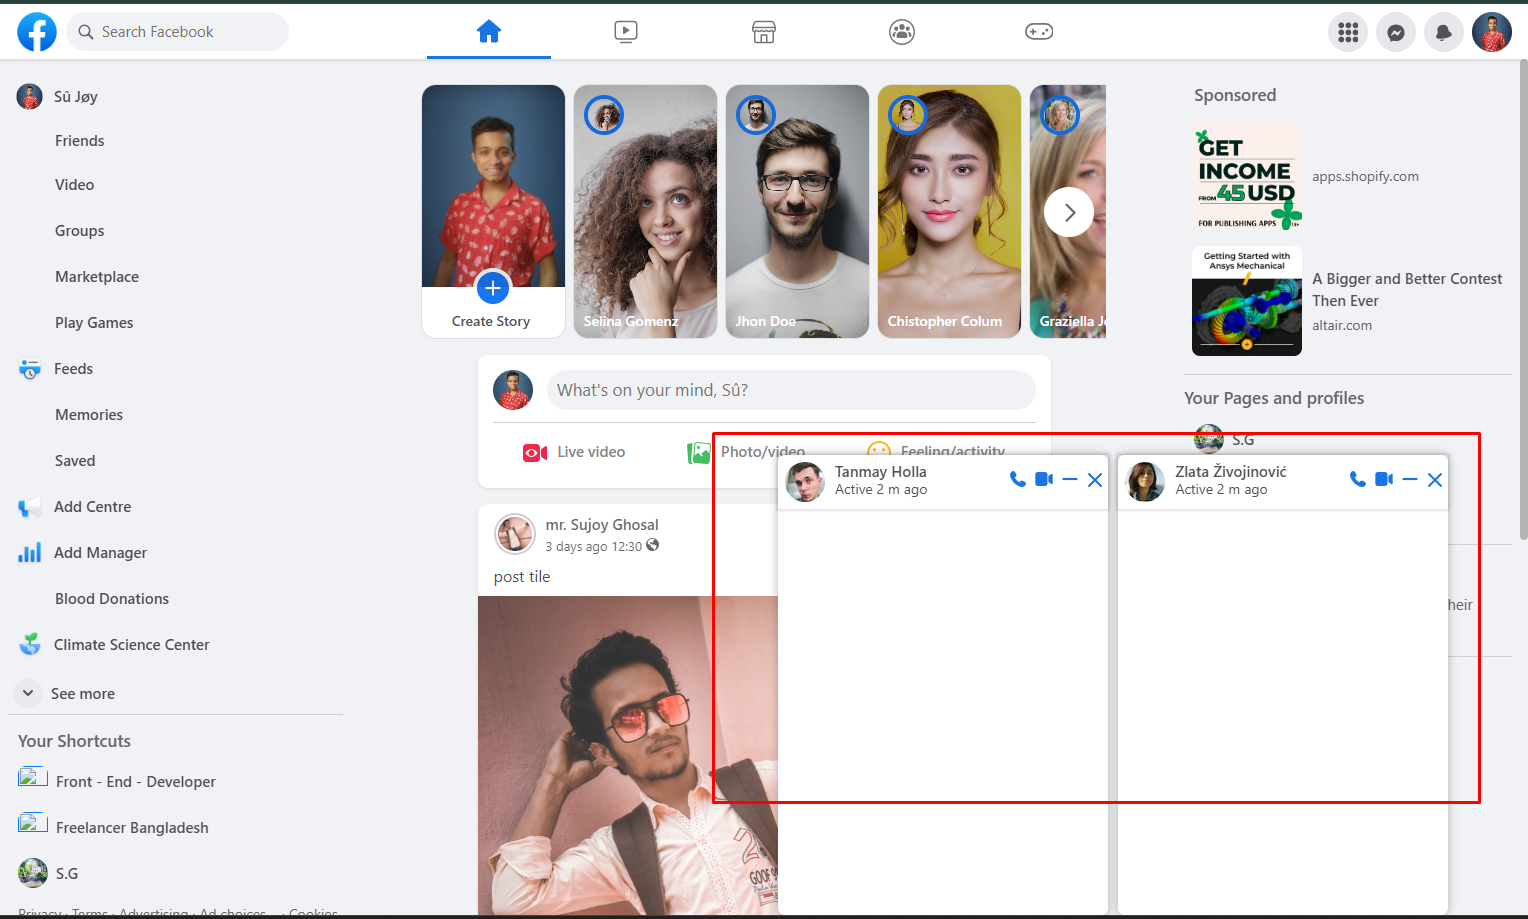 Search Facebook
Sû Jøy
Friends
Video
Groups
Marketplace
Play Games
Feeds
Memories
Saved
Add Centre
Add Manager
Blood Donations
Climate Science Center
See more
Your Shortcuts
Front - End - Developer
Freelancer Bangladesh
S.G
Privacy · Terms · Advertising · Ad choices · Cookies
Create Story
Selina Gomenz
Jhon Doe
Chistopher Colum
Graziella
What's on your mind, Sû?
Live video
Photo/video
Feeling/activity
mr. Sujoy Ghosal
3 days ago 12:30
post tile
GOOF
Tanmay Holla
Active 2 m ago
Zlata Živojinović
Active 2 m ago
Sponsored
GET
INCOME
FROM 45 USD
FOR PUBLISHING APPS
apps.shopify.com
Getting Started with
Ansys Mechanical
A Bigger and Better Contest
Then Ever
altair.com
Your Pages and profiles
S.G
heir